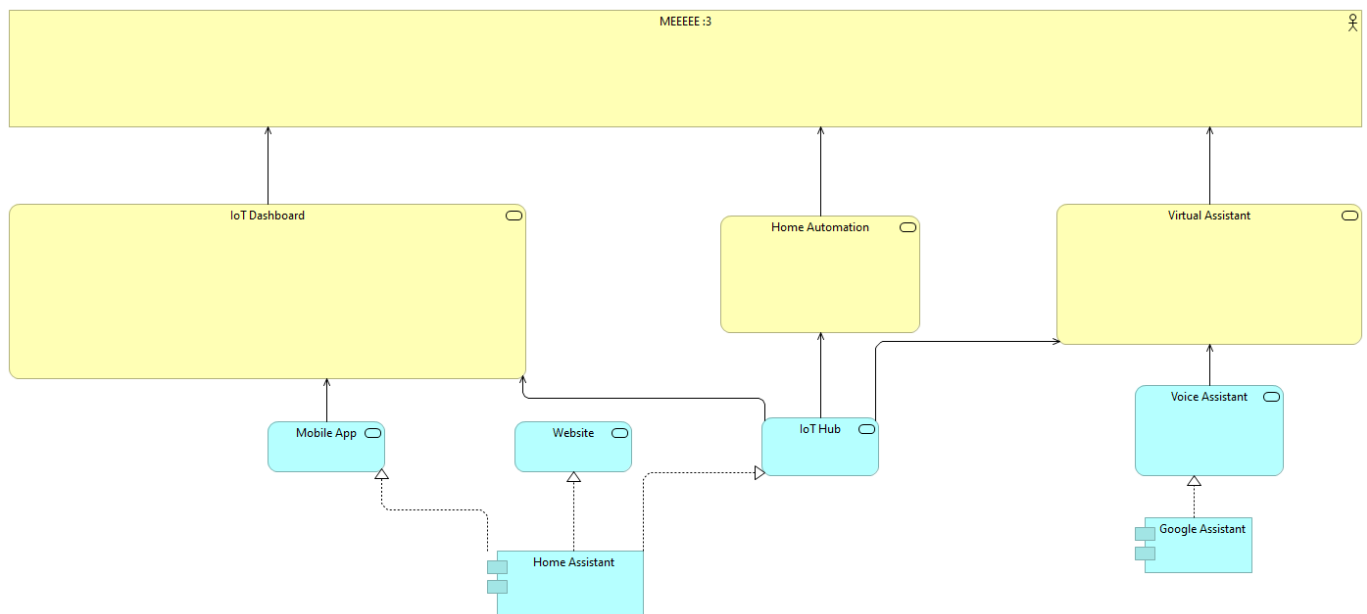 MEEEEE :3
IoT Dashboard
Home Automation
Virtual Assistant
Mobile App
Website
IoT Hub
Voice Assistant
Home Assistant
Google Assistant